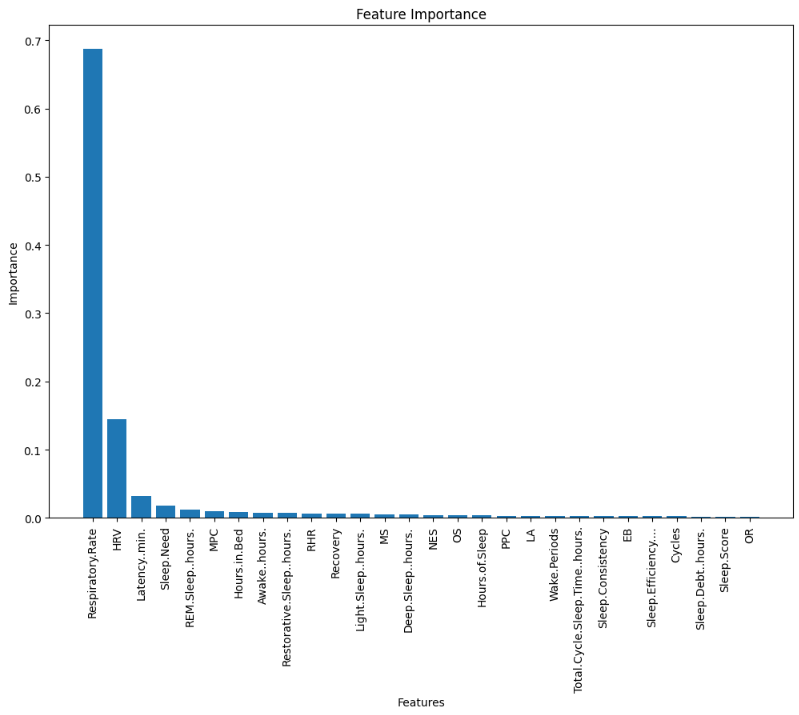 Feature Importance
0.7
0.6
0.5
0.4
0.3
0.2
0.1
0.0
Importance
Respiratory.Rate
HRV
Latency..min.
Sleep.Need
REM.Sleep..hours.
MPC
Hours.in.Bed
Awake..hours.
Restorative.Sleep..hours.
RHR
Recovery
Light.Sleep..hours.
MS
Deep.Sleep..hours.
NES
OS
Hours.of.Sleep
PPC
LA
Wake.Periods
Total.Cycle.Sleep.Time..hours.
Sleep.Consistency
EB
Sleep.Efficiency....
Cycles
Sleep.Debt..hours.
Sleep.Score
OR
Features